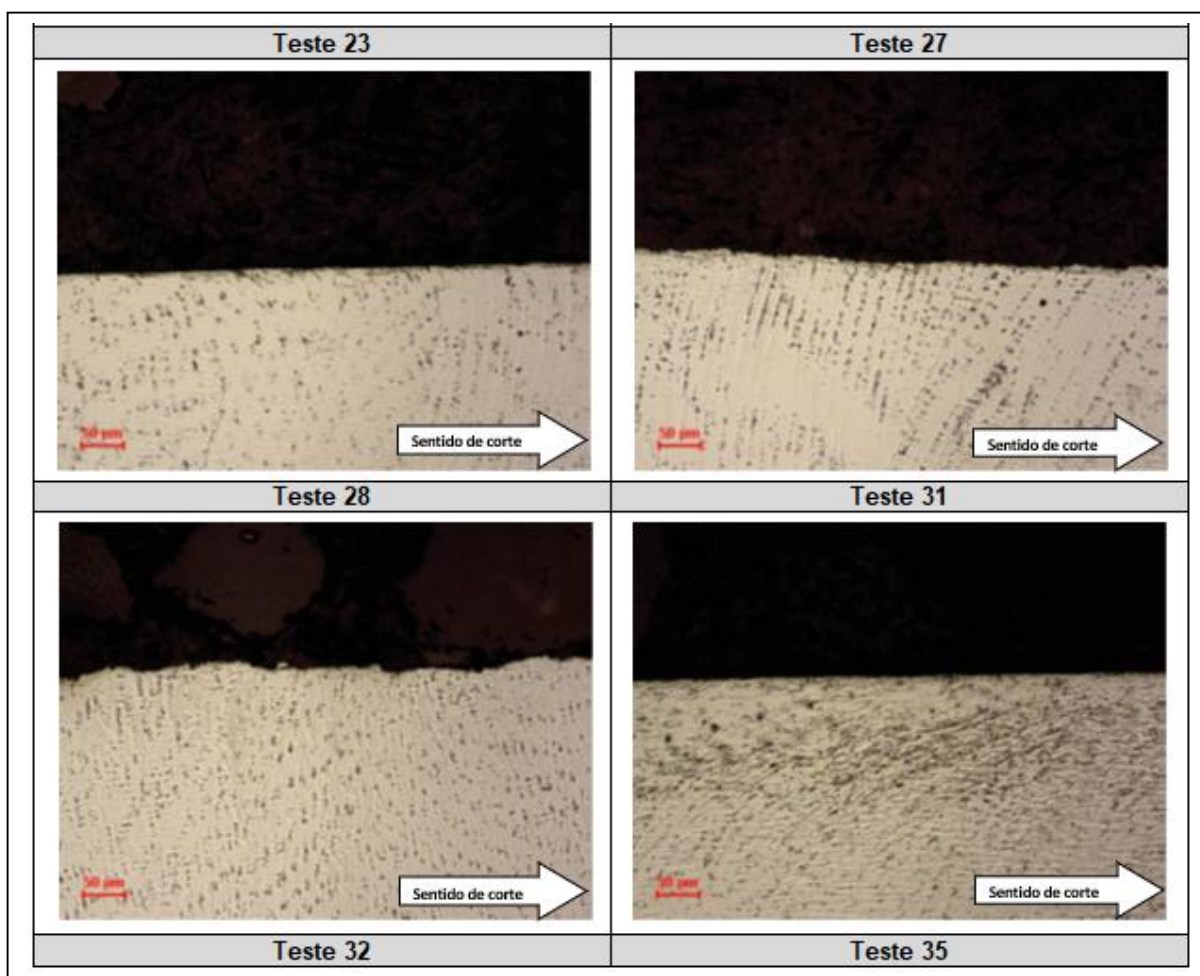 Teste 23
Teste 27
50 µm
Sentido de corte
50 µm
Sentido de corte
Teste 28
Teste 31
50 µm
Sentido de corte
50 µm
Sentido de corte
Teste 32
Teste 35